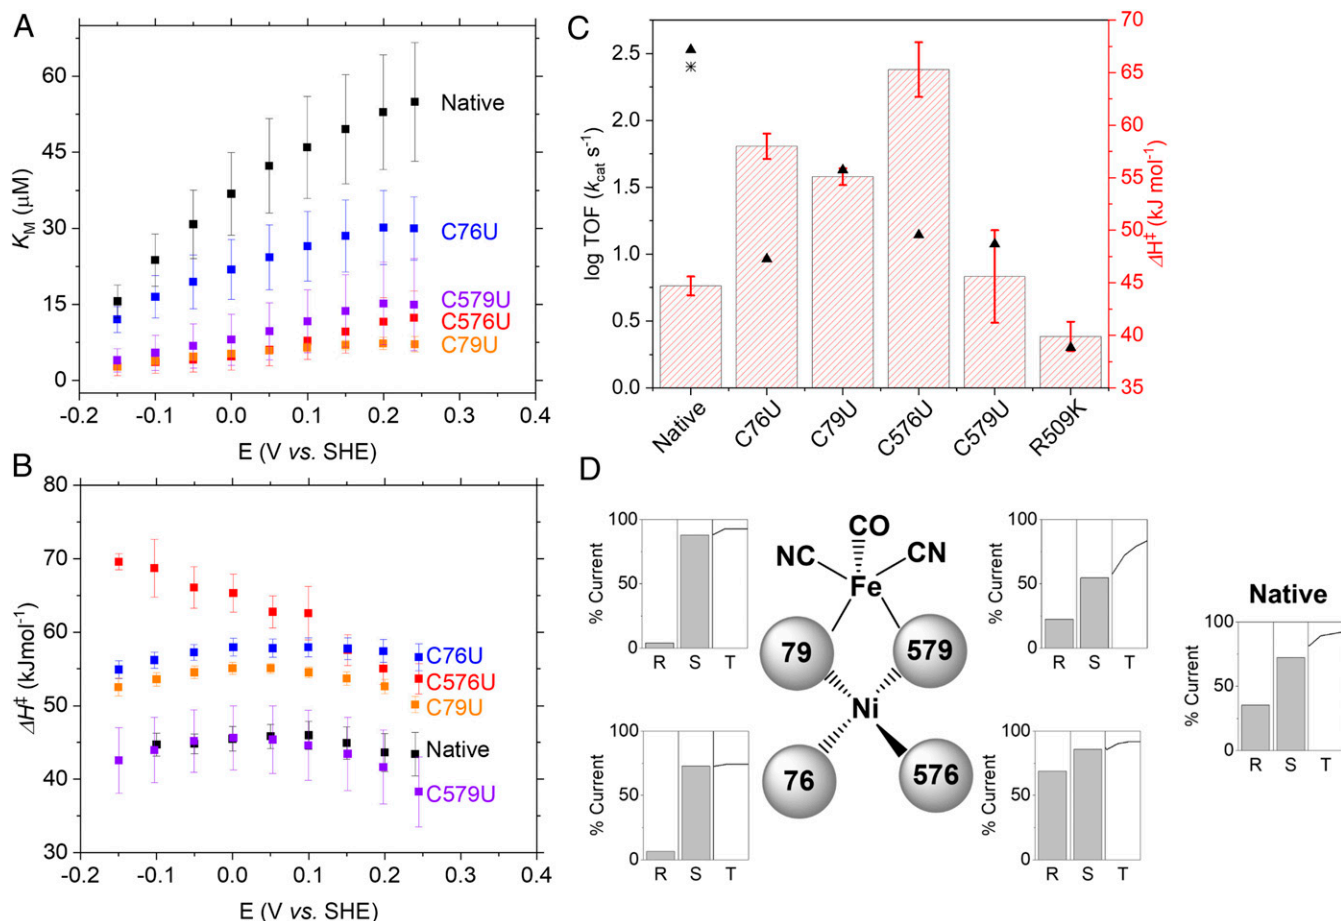 A
60
45
30
15
0
K_M (μM)
Native
C76U
C579U
C576U
C79U
-0.2 -0.1 0.0 0.1 0.2 0.3 0.4
E (V vs. SHE)
B
80
70
60
50
40
30
ΔH‡ (kJmol⁻¹)
C76U
C576U
C79U
Native
C579U
-0.2 -0.1 0.0 0.1 0.2 0.3 0.4
E (V vs. SHE)
C
2.5
2.0
1.5
1.0
0.5
0.0
log TOF (k_cat s⁻¹)
70
65
60
55
50
45
40
35
ΔH‡ (kJ mol⁻¹)
Native C76U C79U C576U C579U R509K
D
100
50
0
% Current
R S T
100
50
0
% Current
R S T
CO
NC CN
Fe
79 579
Ni
76 576
100
50
0
% Current
R S T
100
50
0
% Current
R S T
Native
100
50
0
% Current
R S T